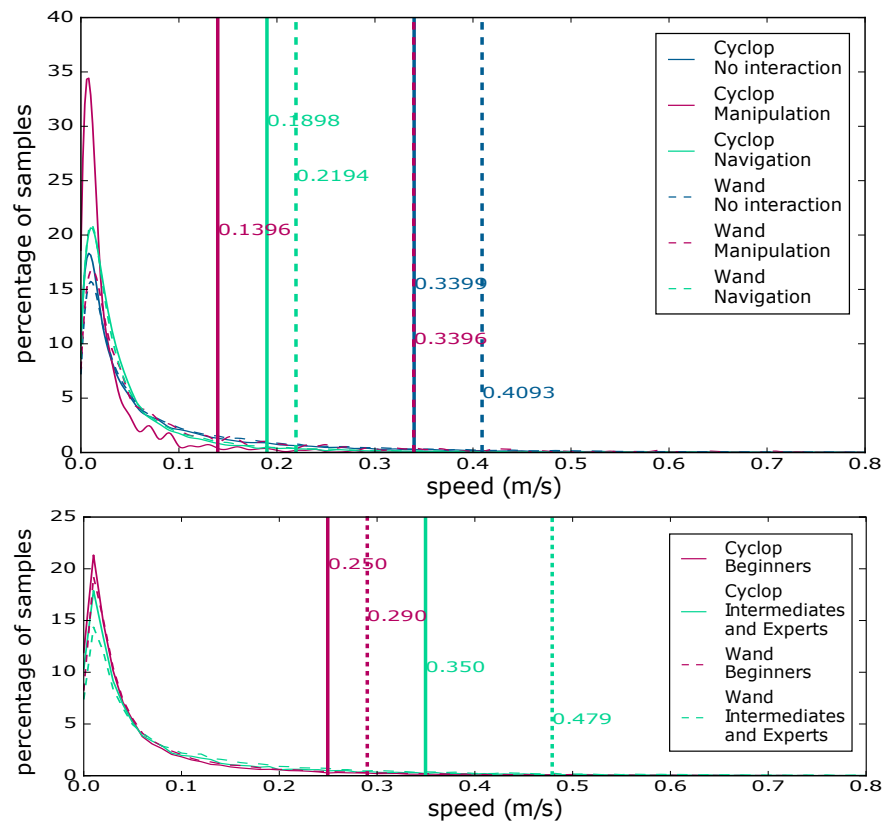 percentage of samples
40
35
30
25
20
15
10
5
0
0.0 0.1 0.2 0.3 0.4 0.5 0.6 0.7 0.8
speed (m/s)
0.1898
0.2194
0.1396
0.3399
0.3396
0.4093
Cyclop
No interaction
Cyclop
Manipulation
Cyclop
Navigation
Wand
No interaction
Wand
Manipulation
Wand
Navigation
percentage of samples
25
20
15
10
5
0
0.0 0.1 0.2 0.3 0.4 0.5 0.6 0.7 0.8
speed (m/s)
0.250
0.290
0.350
0.479
Cyclop
Beginners
Cyclop
Intermediates
and Experts
Wand
Beginners
Wand
Intermediates
and Experts